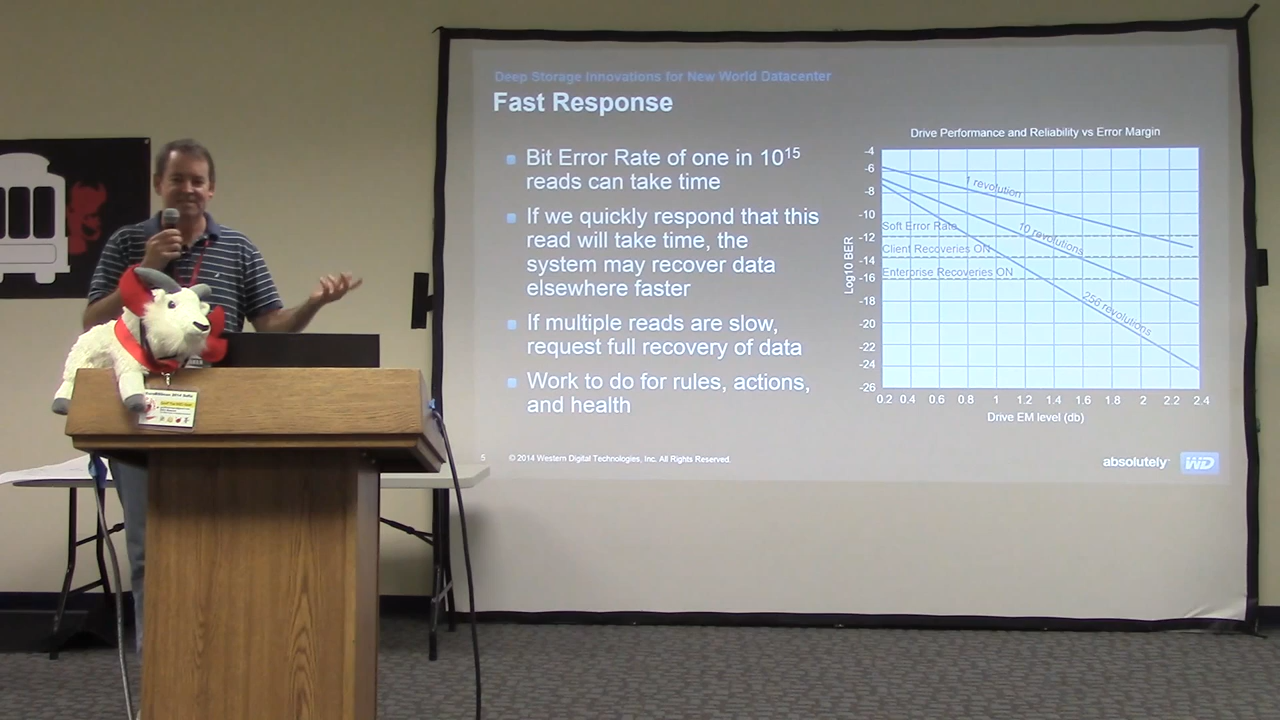 Deep Storage Innovations for New World Datacenter
Fast Response
Bit Error Rate of one in 10¹⁵
reads can take time
If we quickly respond that this
read will take time, the
system may recover data
elsewhere faster
If multiple reads are slow,
request full recovery of data
Work to do for rules, actions,
and health
Drive Performance and Reliability vs Error Margin
Log10 BER
-4
-6
-8
-10
-12
-14
-16
-18
-20
-22
-24
-26
1 revolution
10 revolutions
256 revolutions
Soft Error Rate
Client Recoveries ON
Enterprise Recoveries ON
0.2 0.4 0.6 0.8 1 1.2 1.4 1.6 1.8 2 2.2 2.4
Drive EM level (db)
5 © 2014 Western Digital Technologies, Inc. All Rights Reserved.
absolutely WD